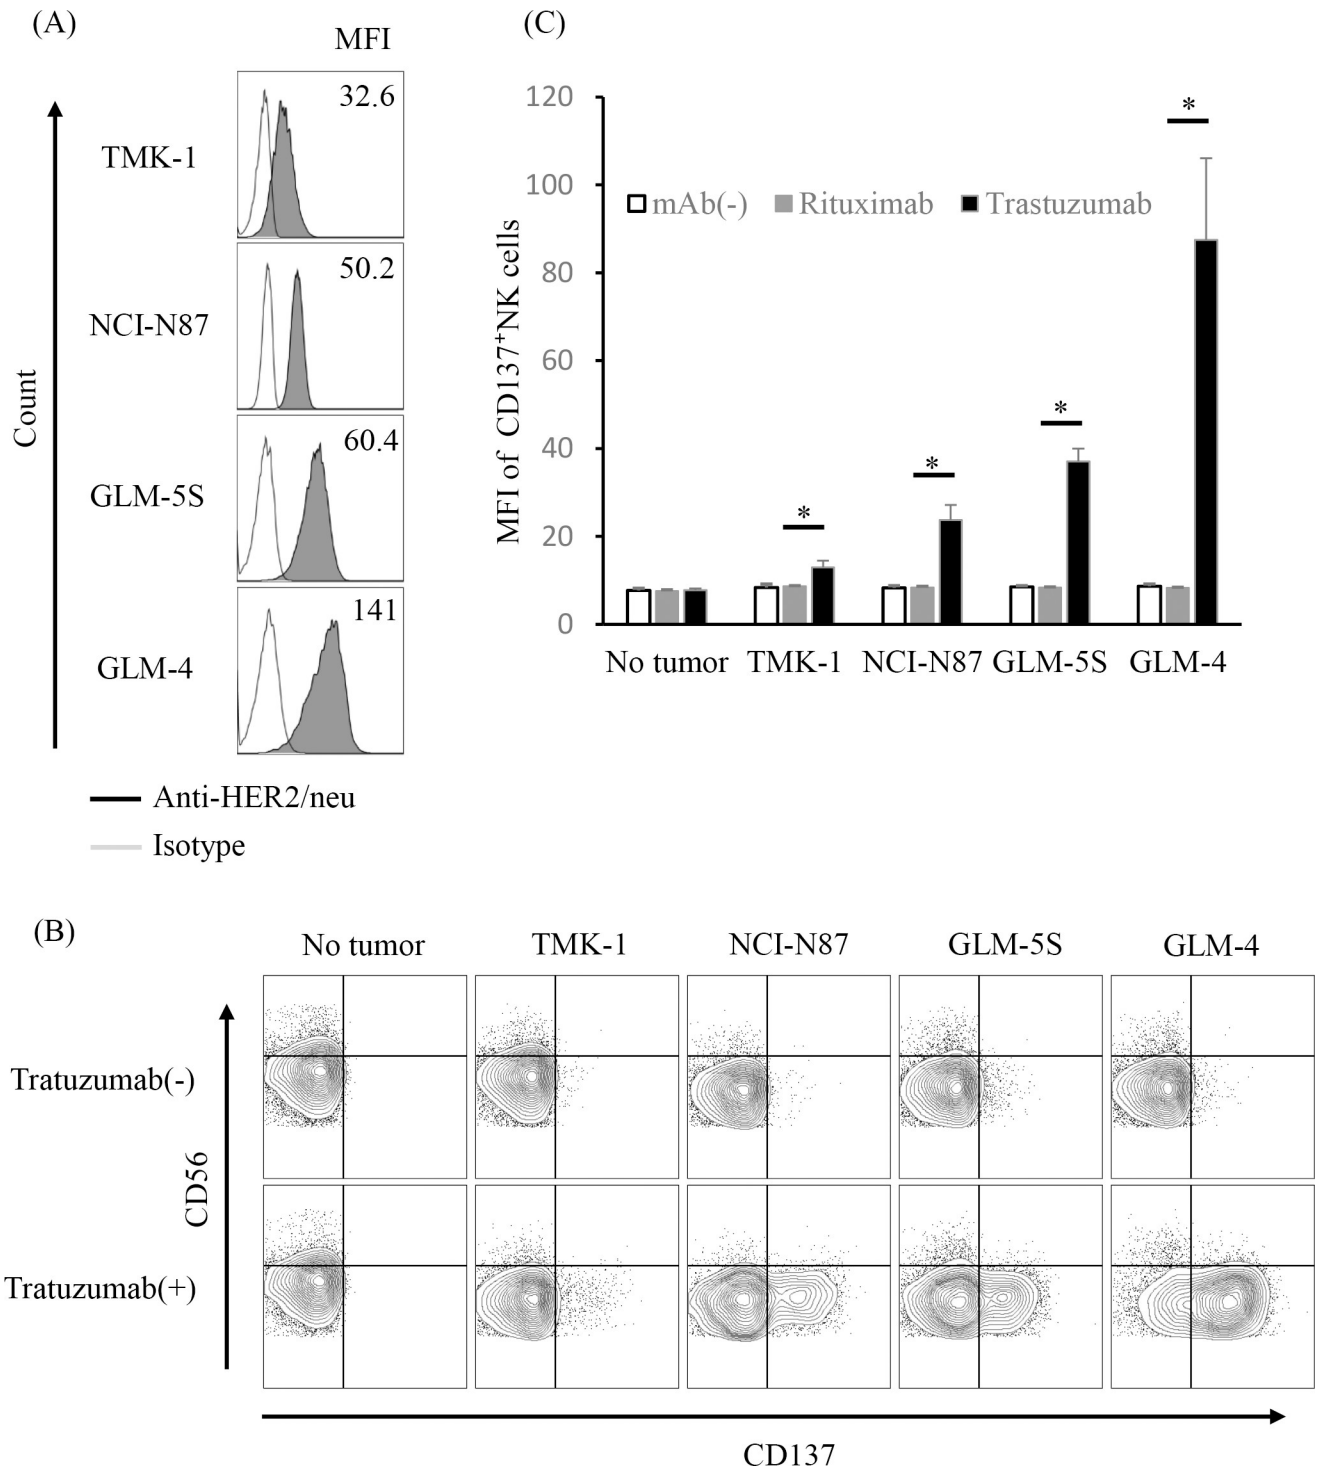 (A)
MFI
32.6
TMK-1
50.2
NCI-N87
60.4
GLM-5S
141
GLM-4
Count
Anti-HER2/neu
Isotype
(C)
120
100
80
60
40
20
0
MFI of CD137⁺NK cells
mAb(-) Rituximab Trastuzumab
*
*
*
*
No tumor TMK-1 NCI-N87 GLM-5S GLM-4
(B)
No tumor TMK-1 NCI-N87 GLM-5S GLM-4
Tratuzumab(-)
CD56
Tratuzumab(+)
CD137